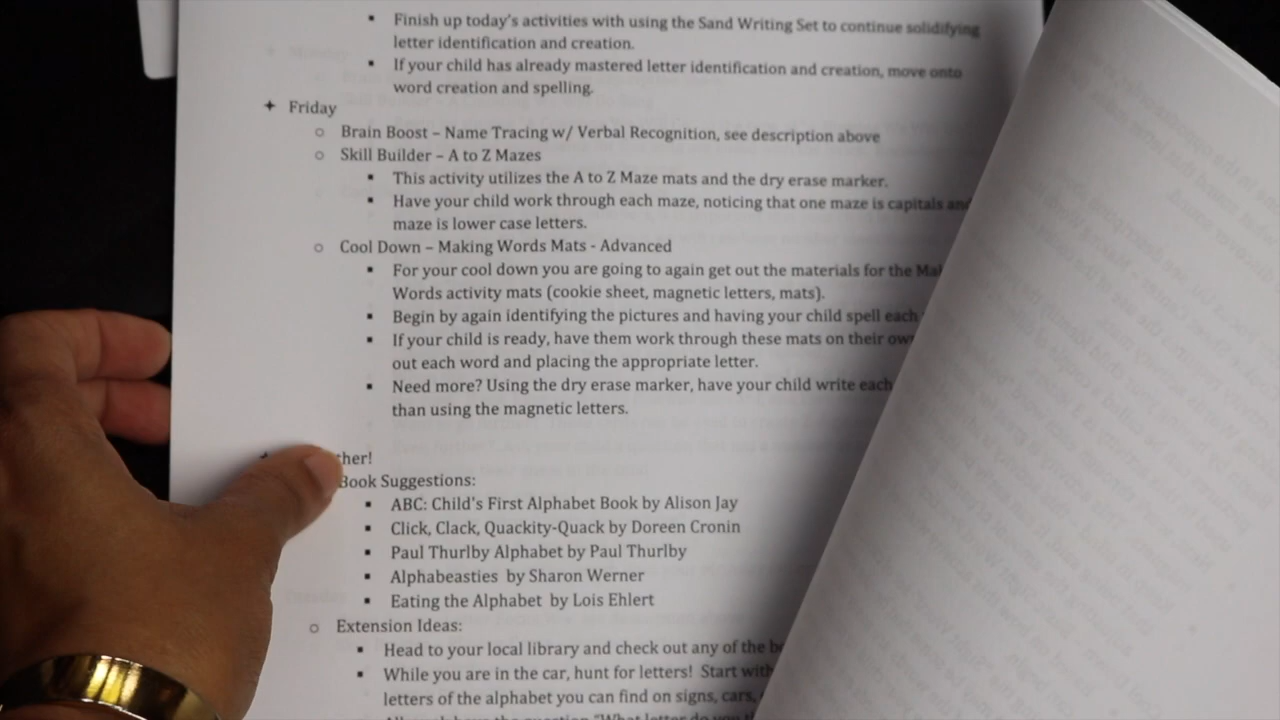 ▪ Finish up today's activities with using the Sand Writing Set to continue solidifying
letter identification and creation.
▪ If your child has already mastered letter identification and creation, move onto
word creation and spelling.
✦ Friday
○ Brain Boost – Name Tracing w/ Verbal Recognition, see description above
○ Skill Builder – A to Z Mazes
▪ This activity utilizes the A to Z Maze mats and the dry erase marker.
▪ Have your child work through each maze, noticing that one maze is capitals and
maze is lower case letters.
○ Cool Down – Making Words Mats - Advanced
▪ For your cool down you are going to again get out the materials for the
Words activity mats (cookie sheet, magnetic letters, mats).
▪ Begin by again identifying the pictures and having your child spell each
▪ If your child is ready, have them work through these mats on their own
out each word and placing the appropriate letter.
▪ Need more? Using the dry erase marker, have your child write each
than using the magnetic letters.
ther!
Book Suggestions:
▪ ABC: Child's First Alphabet Book by Alison Jay
▪ Click, Clack, Quackity-Quack by Doreen Cronin
▪ Paul Thurlby Alphabet by Paul Thurlby
▪ Alphabeasties by Sharon Werner
▪ Eating the Alphabet by Lois Ehlert
○ Extension Ideas:
▪ Head to your local library and check out any of the
▪ While you are in the car, hunt for letters! Start with
letters of the alphabet you can find on signs, cars,
the question "What letter do you